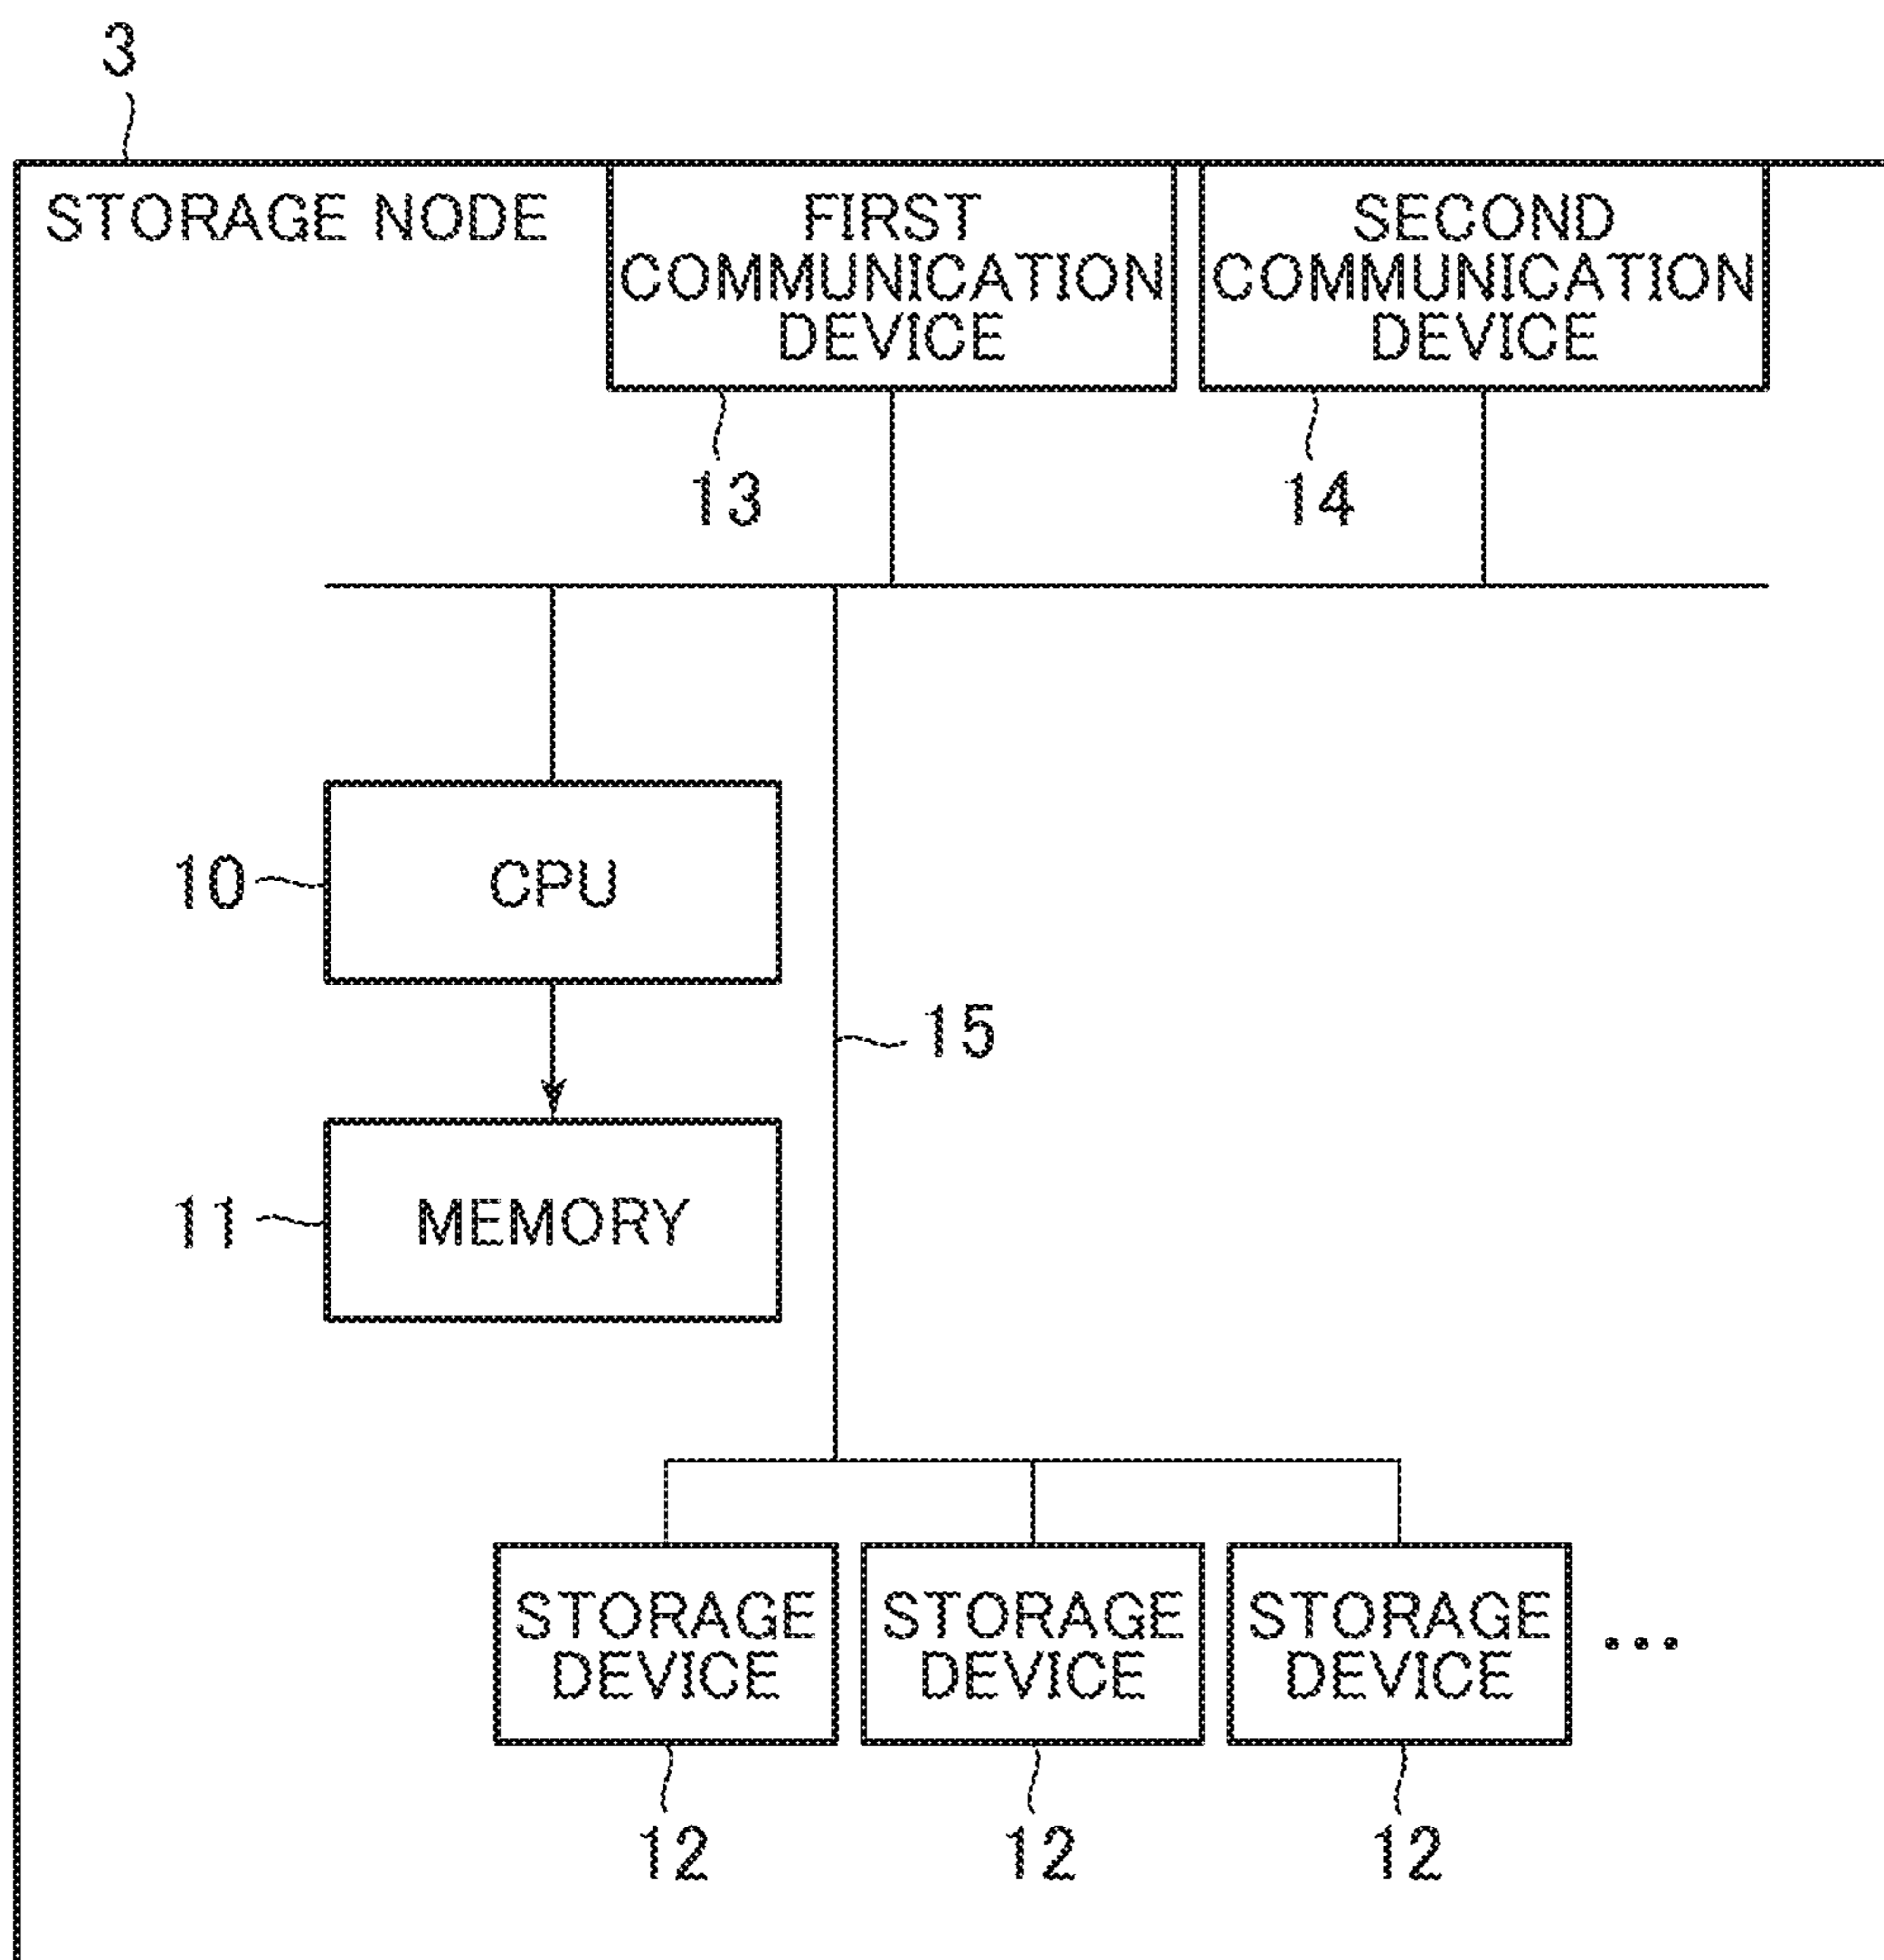 3
STORAGE NODE
FIRST
COMMUNICATION
DEVICE
SECOND
COMMUNICATION
DEVICE
13
14
10
CPU
15
11
MEMORY
STORAGE
DEVICE
STORAGE
DEVICE
STORAGE
DEVICE
...
12
12
12